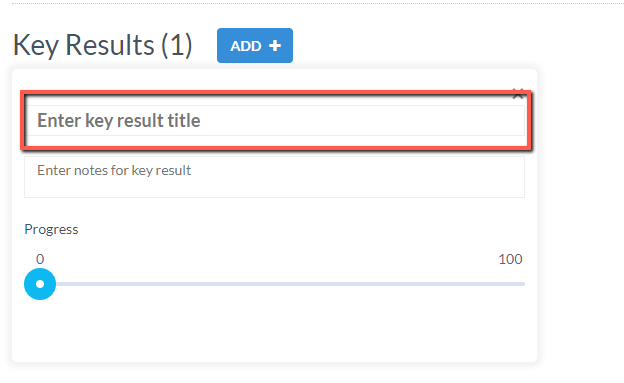 Key Results (1) ADD +
Enter key result title
Enter notes for key result
Progress
0 100